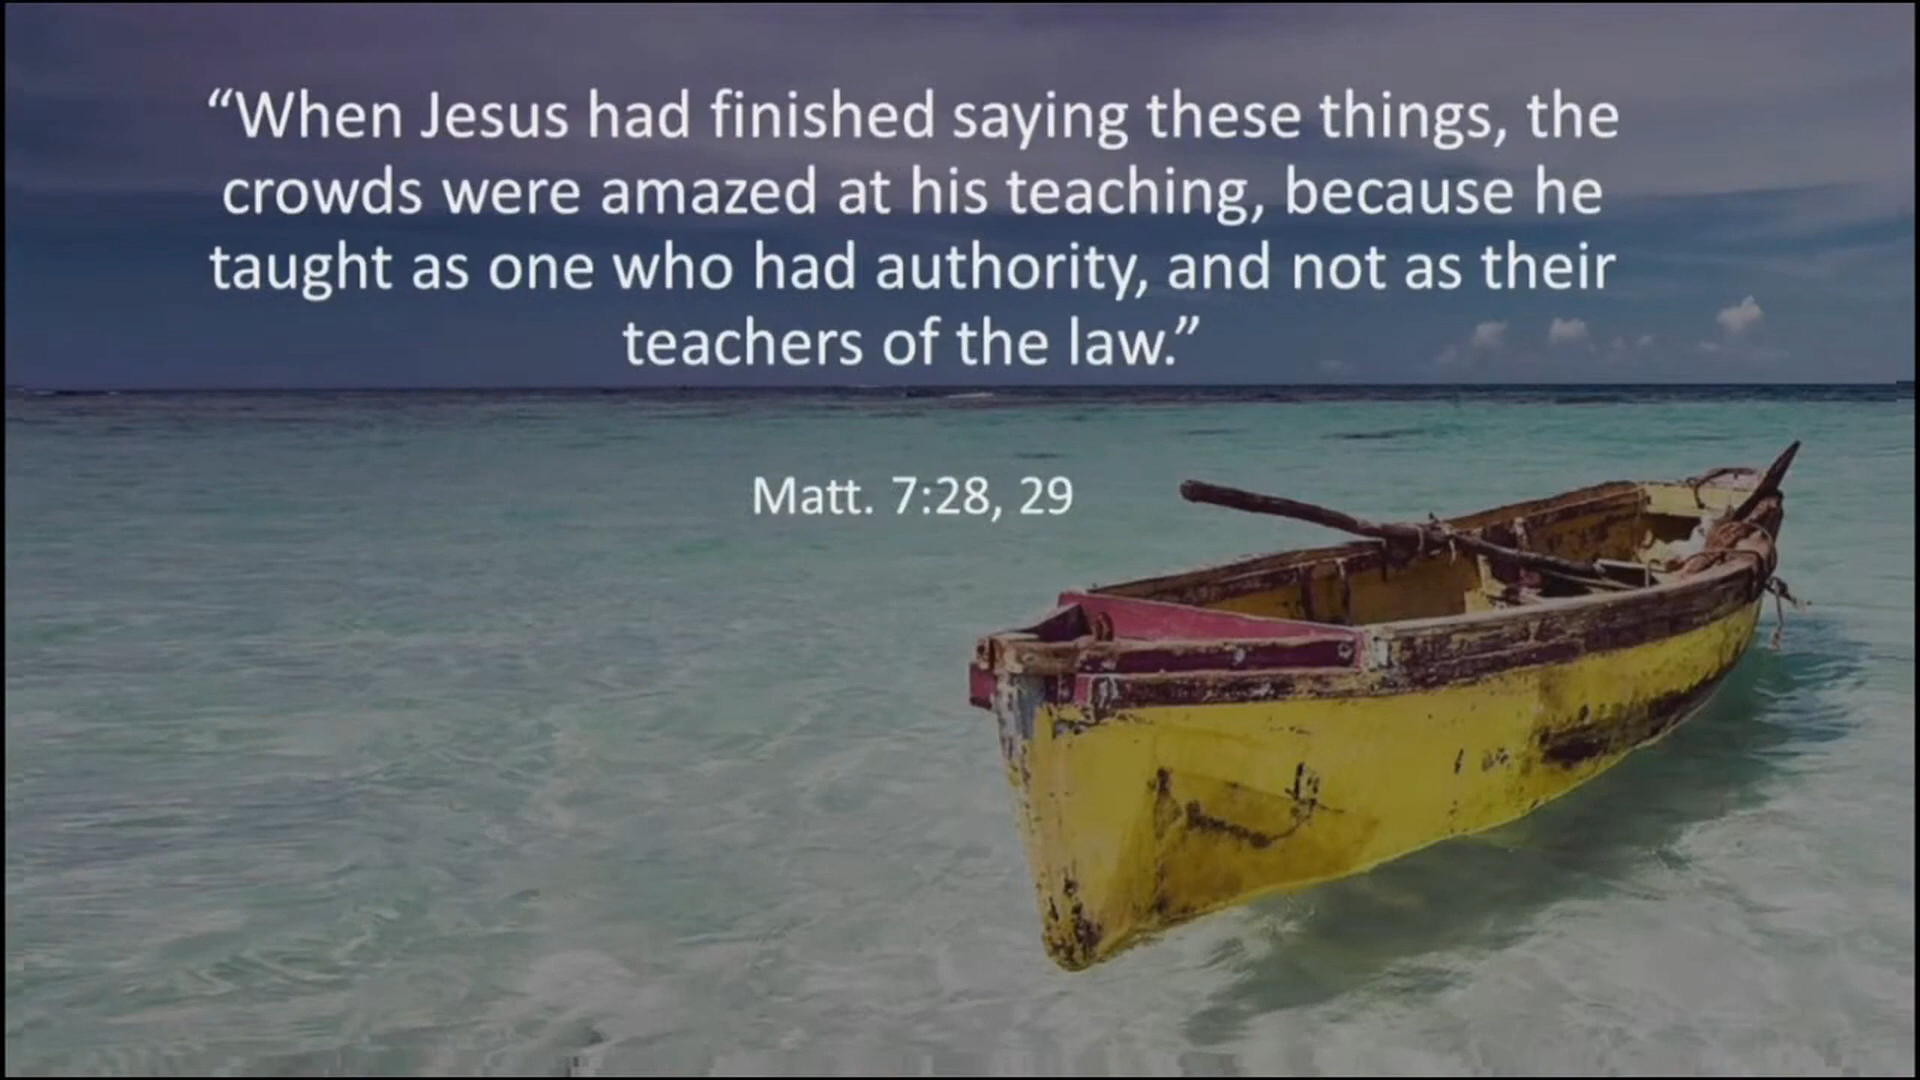 “When Jesus had finished saying these things, the
crowds were amazed at his teaching, because he
taught as one who had authority, and not as their
teachers of the law.”
Matt. 7:28, 29